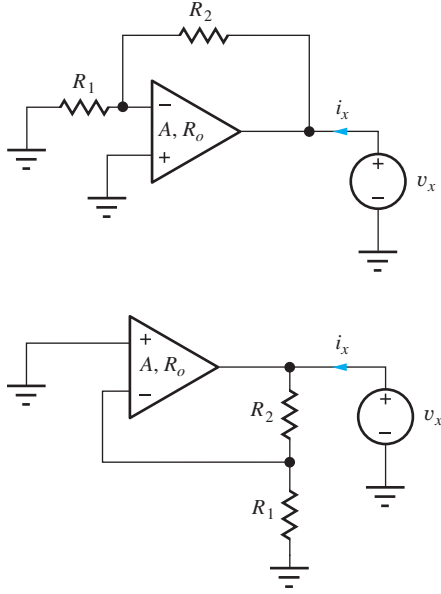 R2
R1
−
A, Ro
+
ix
+
−
vx
+
A, Ro
−
ix
R2
+
−
vx
R1